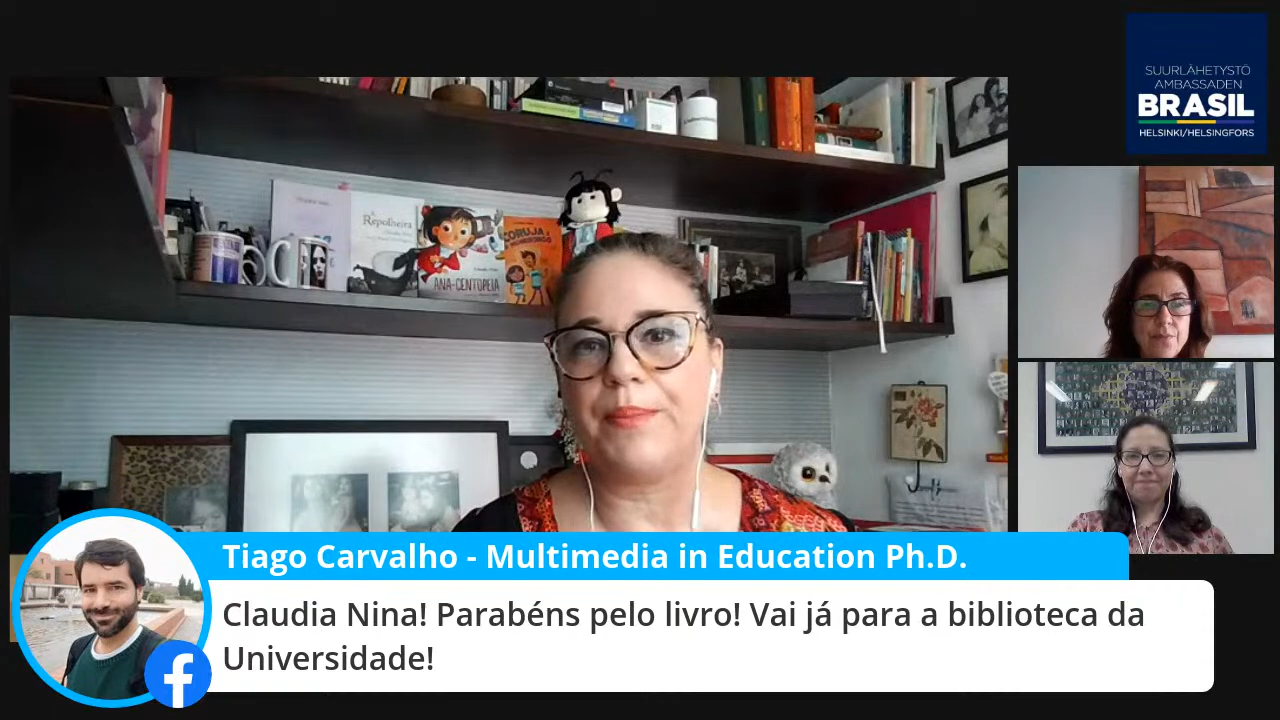 SUURLÄHETYSTÖ
AMBASSADEN
BRASIL
HELSINKI/HELSINGFORS
A
Repolheira
CORUJA
ANA-CENTOPEIA
Tiago Carvalho - Multimedia in Education Ph.D.
Claudia Nina! Parabéns pelo livro! Vai já para a biblioteca da
Universidade!